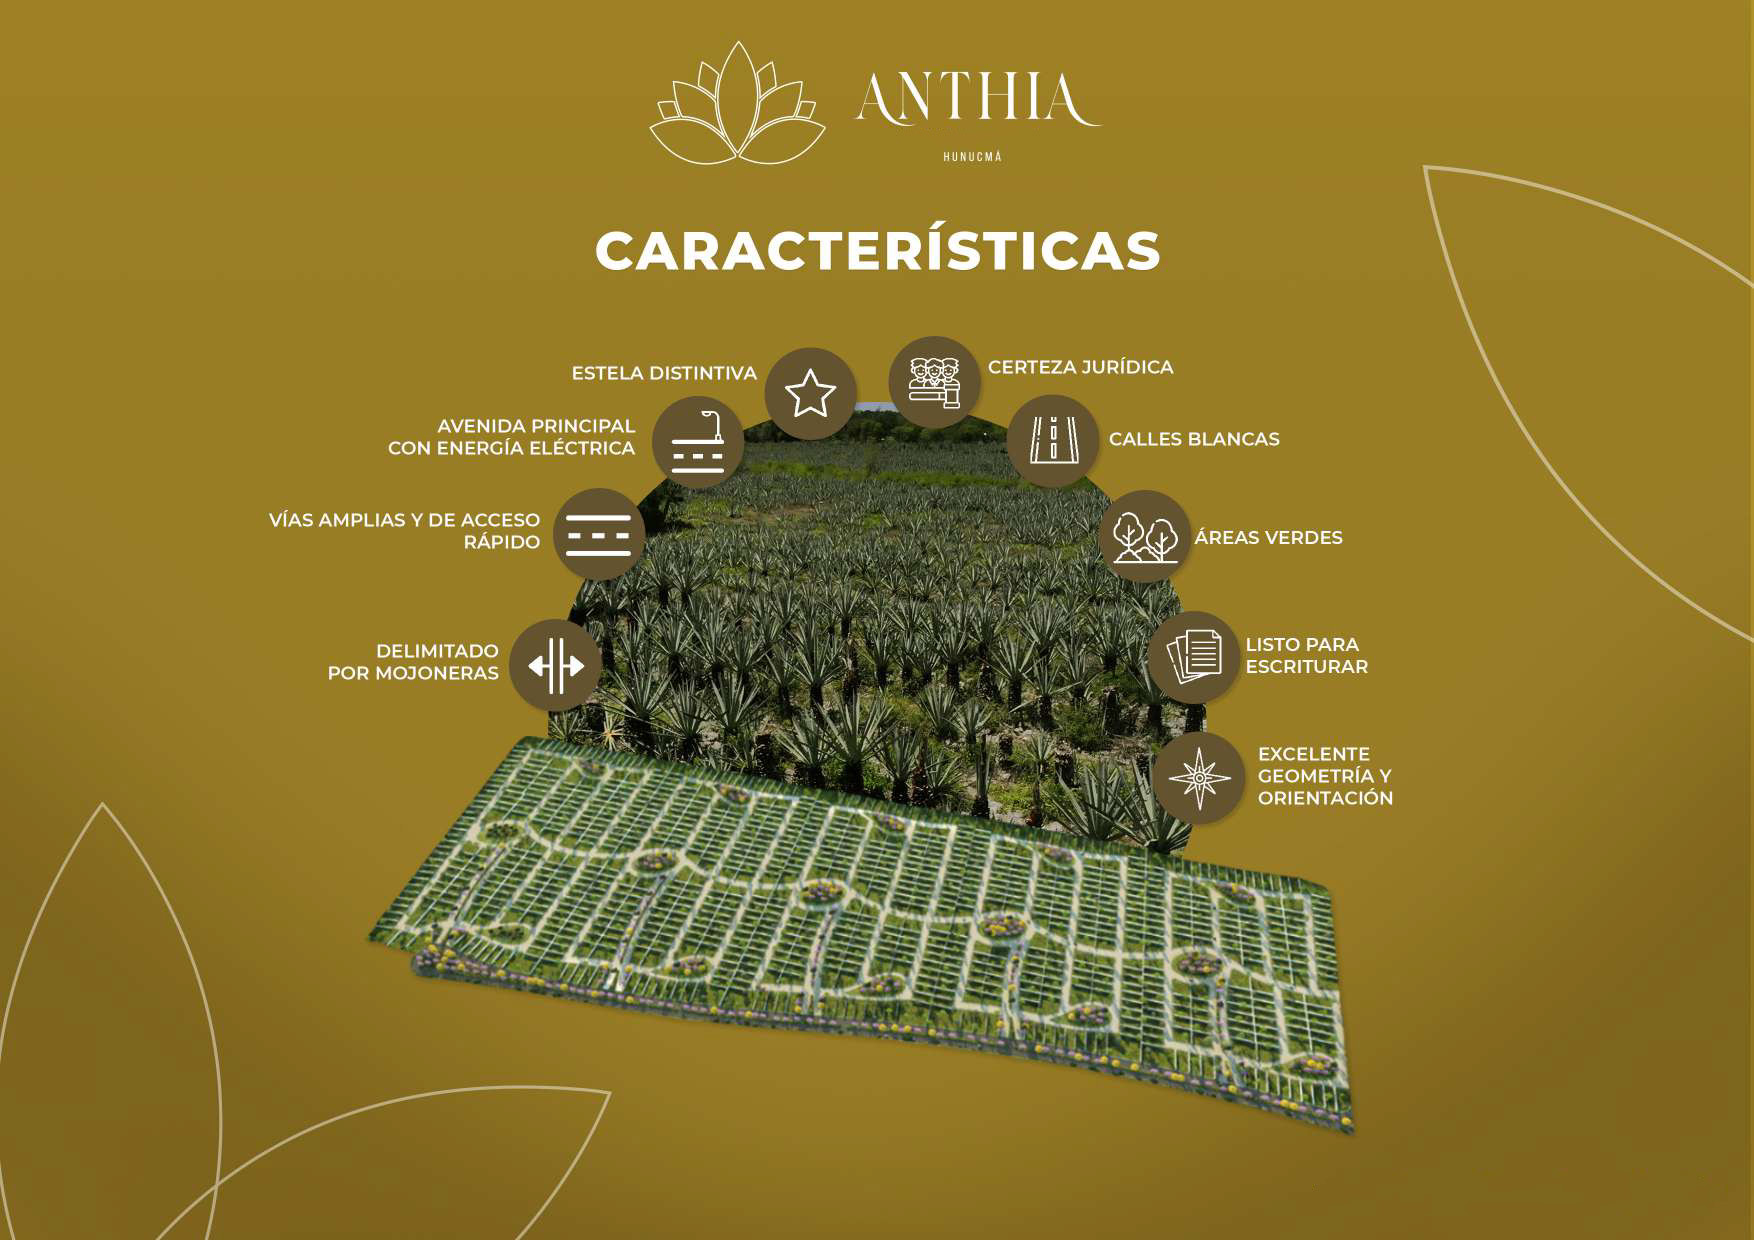 ANTHIA
HUNUCMÁ
CARACTERÍSTICAS
ESTELA DISTINTIVA
AVENIDA PRINCIPAL
CON ENERGÍA ELÉCTRICA
VÍAS AMPLIAS Y DE ACCESO
RÁPIDO
DELIMITADO
POR MOJONERAS
CERTEZA JURÍDICA
CALLES BLANCAS
ÁREAS VERDES
LISTO PARA
ESCRITURAR
EXCELENTE
GEOMETRÍA Y
ORIENTACIÓN